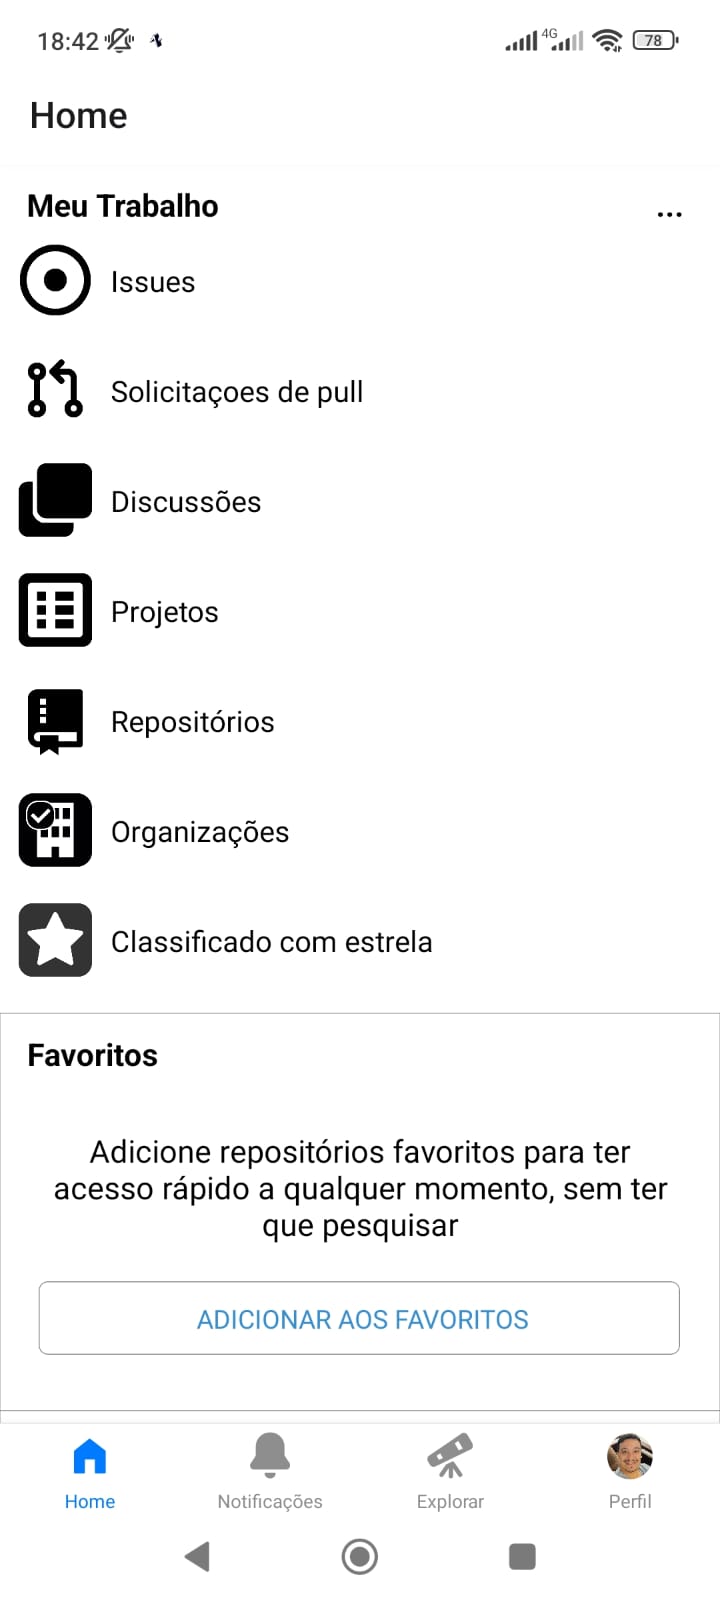 18:42
4G
78
Home
Meu Trabalho
...
Issues
Solicitaçoes de pull
Discussões
Projetos
Repositórios
Organizações
Classificado com estrela
Favoritos
Adicione repositórios favoritos para ter
acesso rápido a qualquer momento, sem ter
que pesquisar
ADICIONAR AOS FAVORITOS
Home
Notificações
Explorar
Perfil